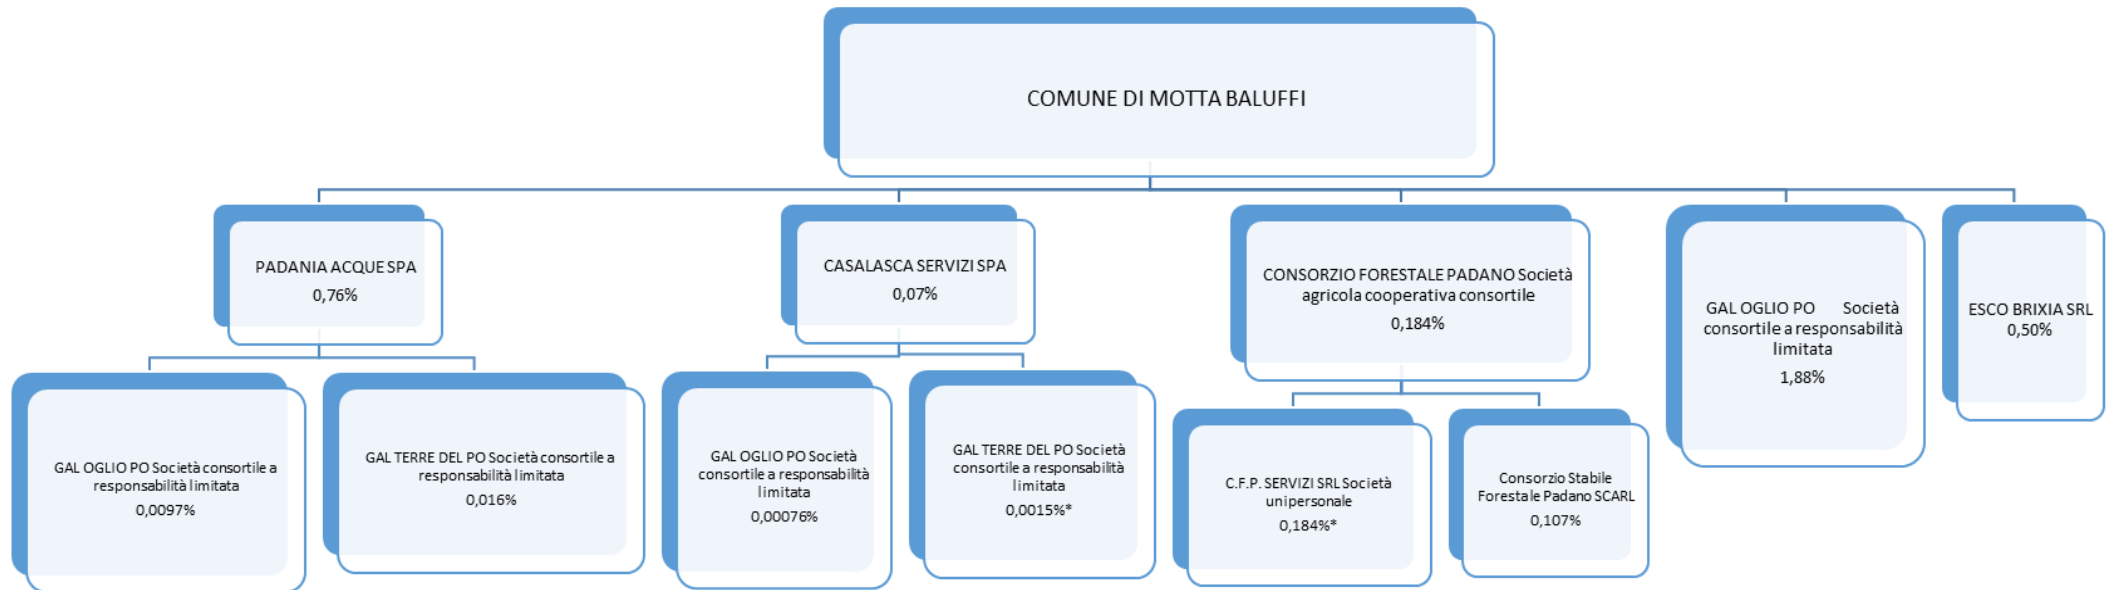 COMUNE DI MOTTA BALUFFI
PADANIA ACQUE SPA
0,76%
CASALASCA SERVIZI SPA
0,07%
CONSORZIO FORESTALE PADANO Società
agricola cooperativa consortile
0,184%
GAL OGLIO PO Società
consortile a responsabilità
limitata
1,88%
ESCO BRIXIA SRL
0,50%
GAL OGLIO PO Società consortile a
responsabilità limitata
0,0097%
GAL TERRE DEL PO Società consortile a
responsabilità limitata
0,016%
GAL OGLIO PO Società
consortile a responsabilità
limitata
0,00076%
GAL TERRE DEL PO Società
consortile a responsabilità
limitata
0,0015%*
C.F.P. SERVIZI SRL Società
unipersonale
0,184%*
Consorzio Stabile
Forestale Padano SCARL
0,107%